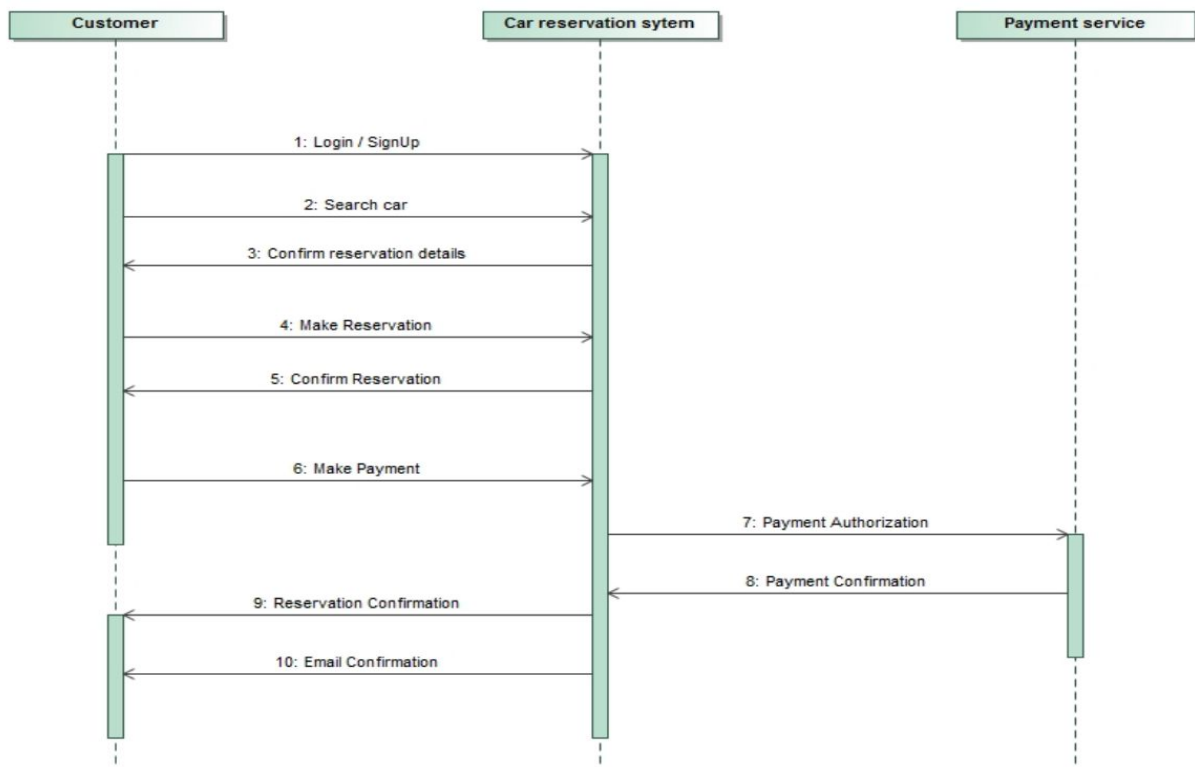 Customer
Car reservation sytem
Payment service
1: Login / SignUp
2: Search car
3: Confirm reservation details
4: Make Reservation
5: Confirm Reservation
6: Make Payment
7: Payment Authorization
8: Payment Confirmation
9: Reservation Confirmation
10: Email Confirmation